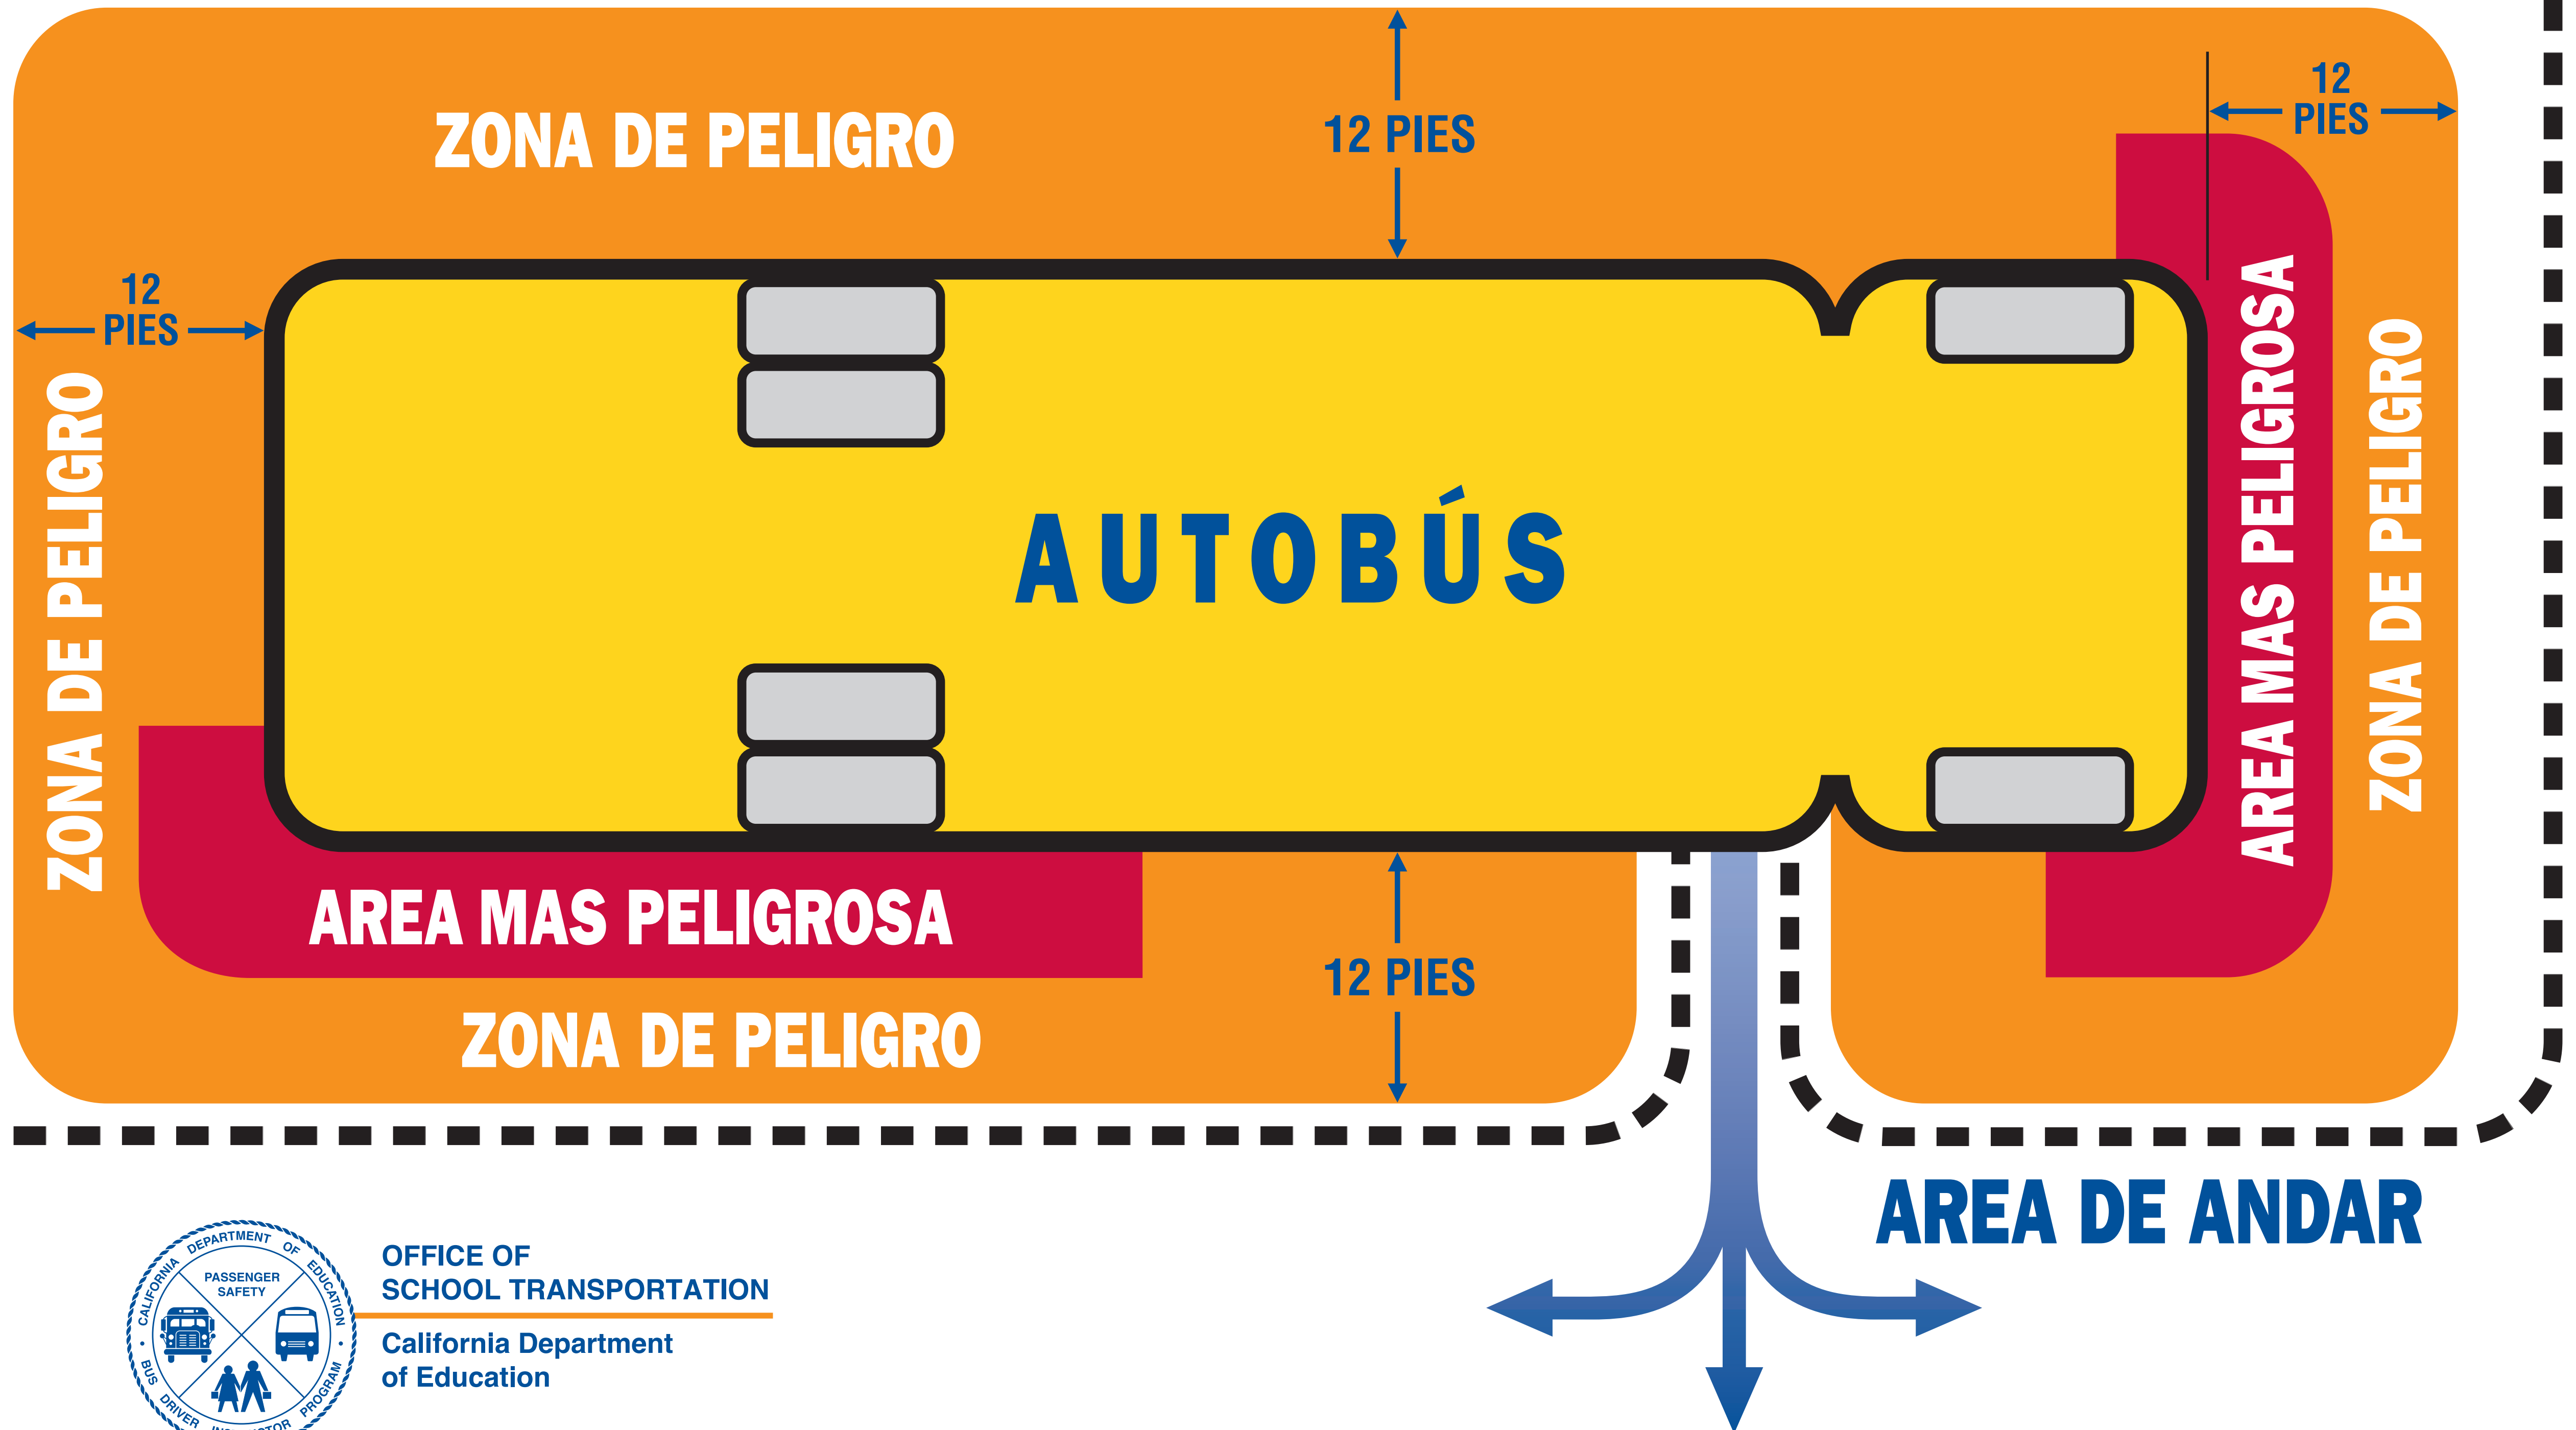 12 PIES
12
PIES
ZONA DE PELIGRO
12
PIES
ZONA DE PELIGRO
AUTOBÚS
AREA MAS PELIGROSA
ZONA DE PELIGRO
AREA MAS PELIGROSA
12 PIES
ZONA DE PELIGRO
AREA DE ANDAR
CALIFORNIA DEPARTMENT OF EDUCATION
PASSENGER
SAFETY
BUS DRIVER PROGRAM
OFFICE OF
SCHOOL TRANSPORTATION
California Department
of Education